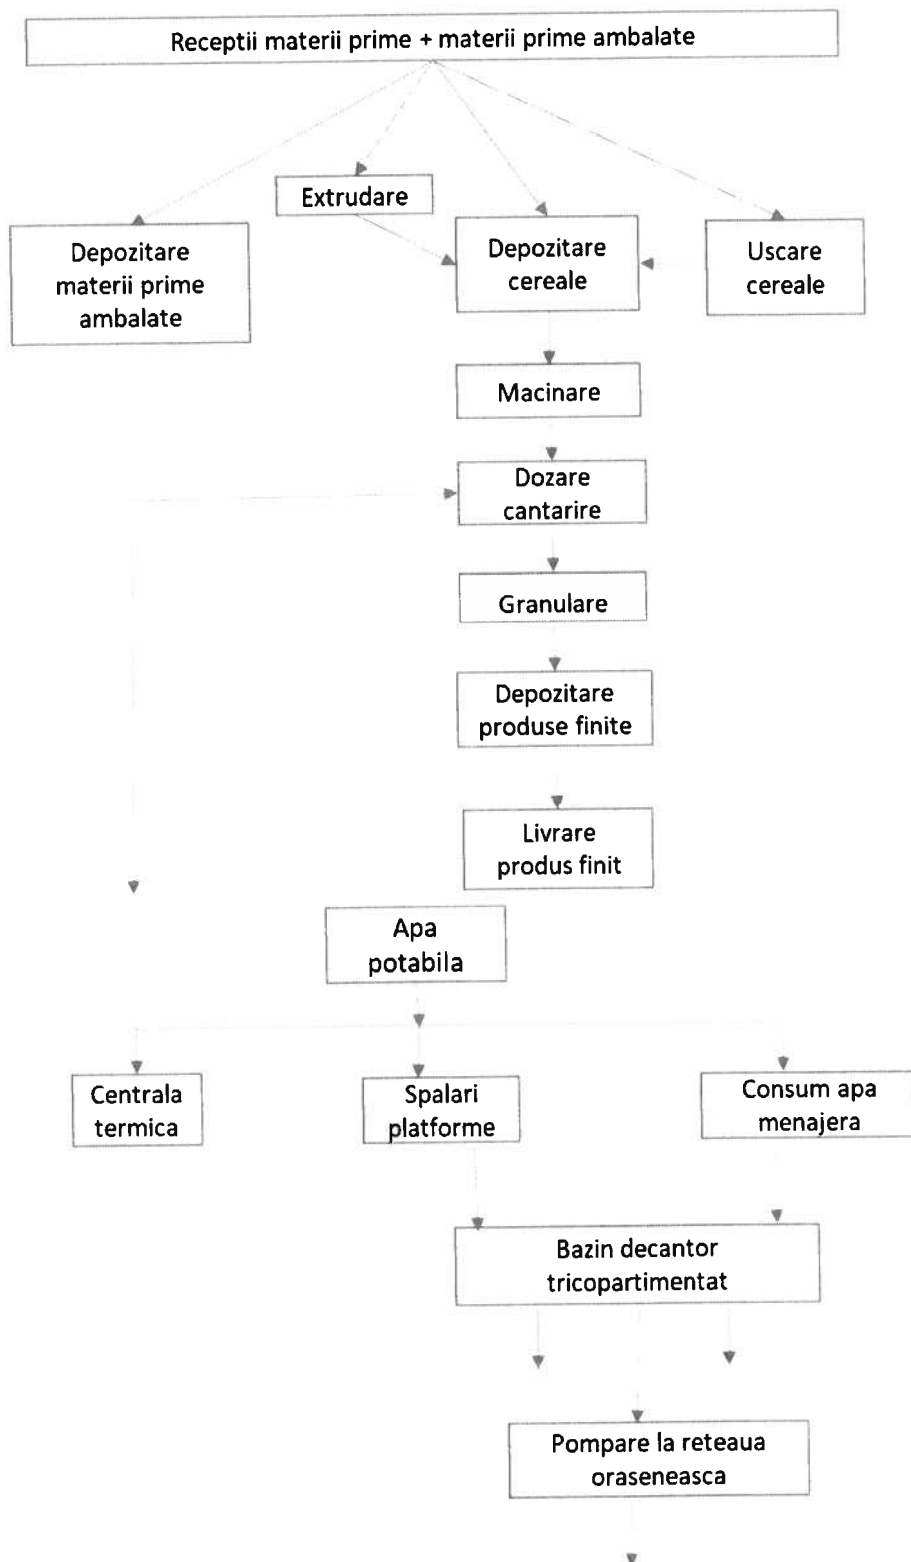 Receptii materii prime + materii prime ambalate
Extrudare
Depozitare
materii prime
ambalate
Depozitare
cereale
Uscare
cereale
Macinare
Dozare
cantarire
Granulare
Depozitare
produse finite
Livrare
produs finit
Apa
potabila
Centrala
termica
Spalari
platforme
Consum apa
menajera
Bazin decantor
tricopartimentat
Pompare la reteaua
oraseneasca